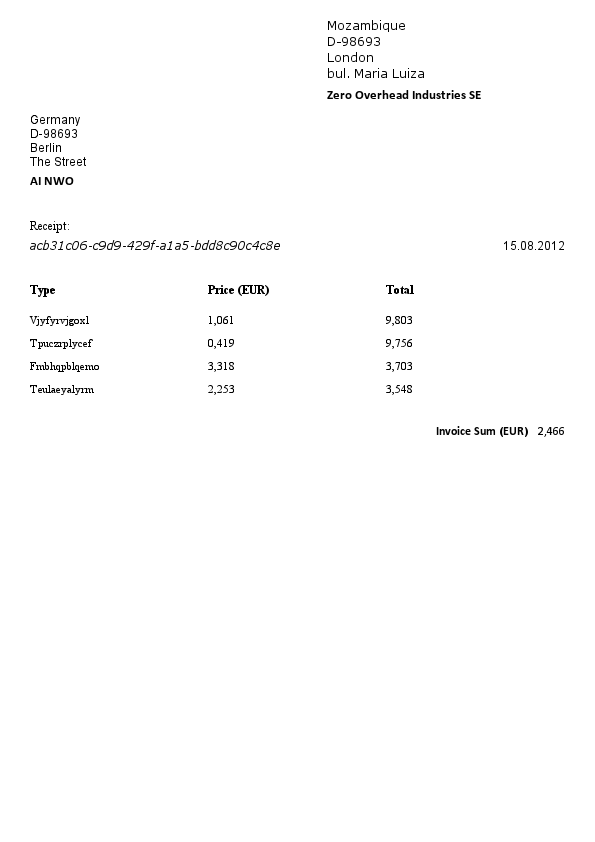 Mozambique
D-98693
London
bul. Maria Luiza
Zero Overhead Industries SE
Germany
D-98693
Berlin
The Street
AI NWO
Receipt:
acb31c06-c9d9-429f-a1a5-bdd8c90c4c8e 15.08.2012
Type Price (EUR) Total
Vjyfyrvjgoxl 1,061 9,803
Tpuczrplycef 0,419 9,756
Fmbhqpblqemo 3,318 3,703
Teulaeyalyrm 2,253 3,548
Invoice Sum (EUR) 2,466